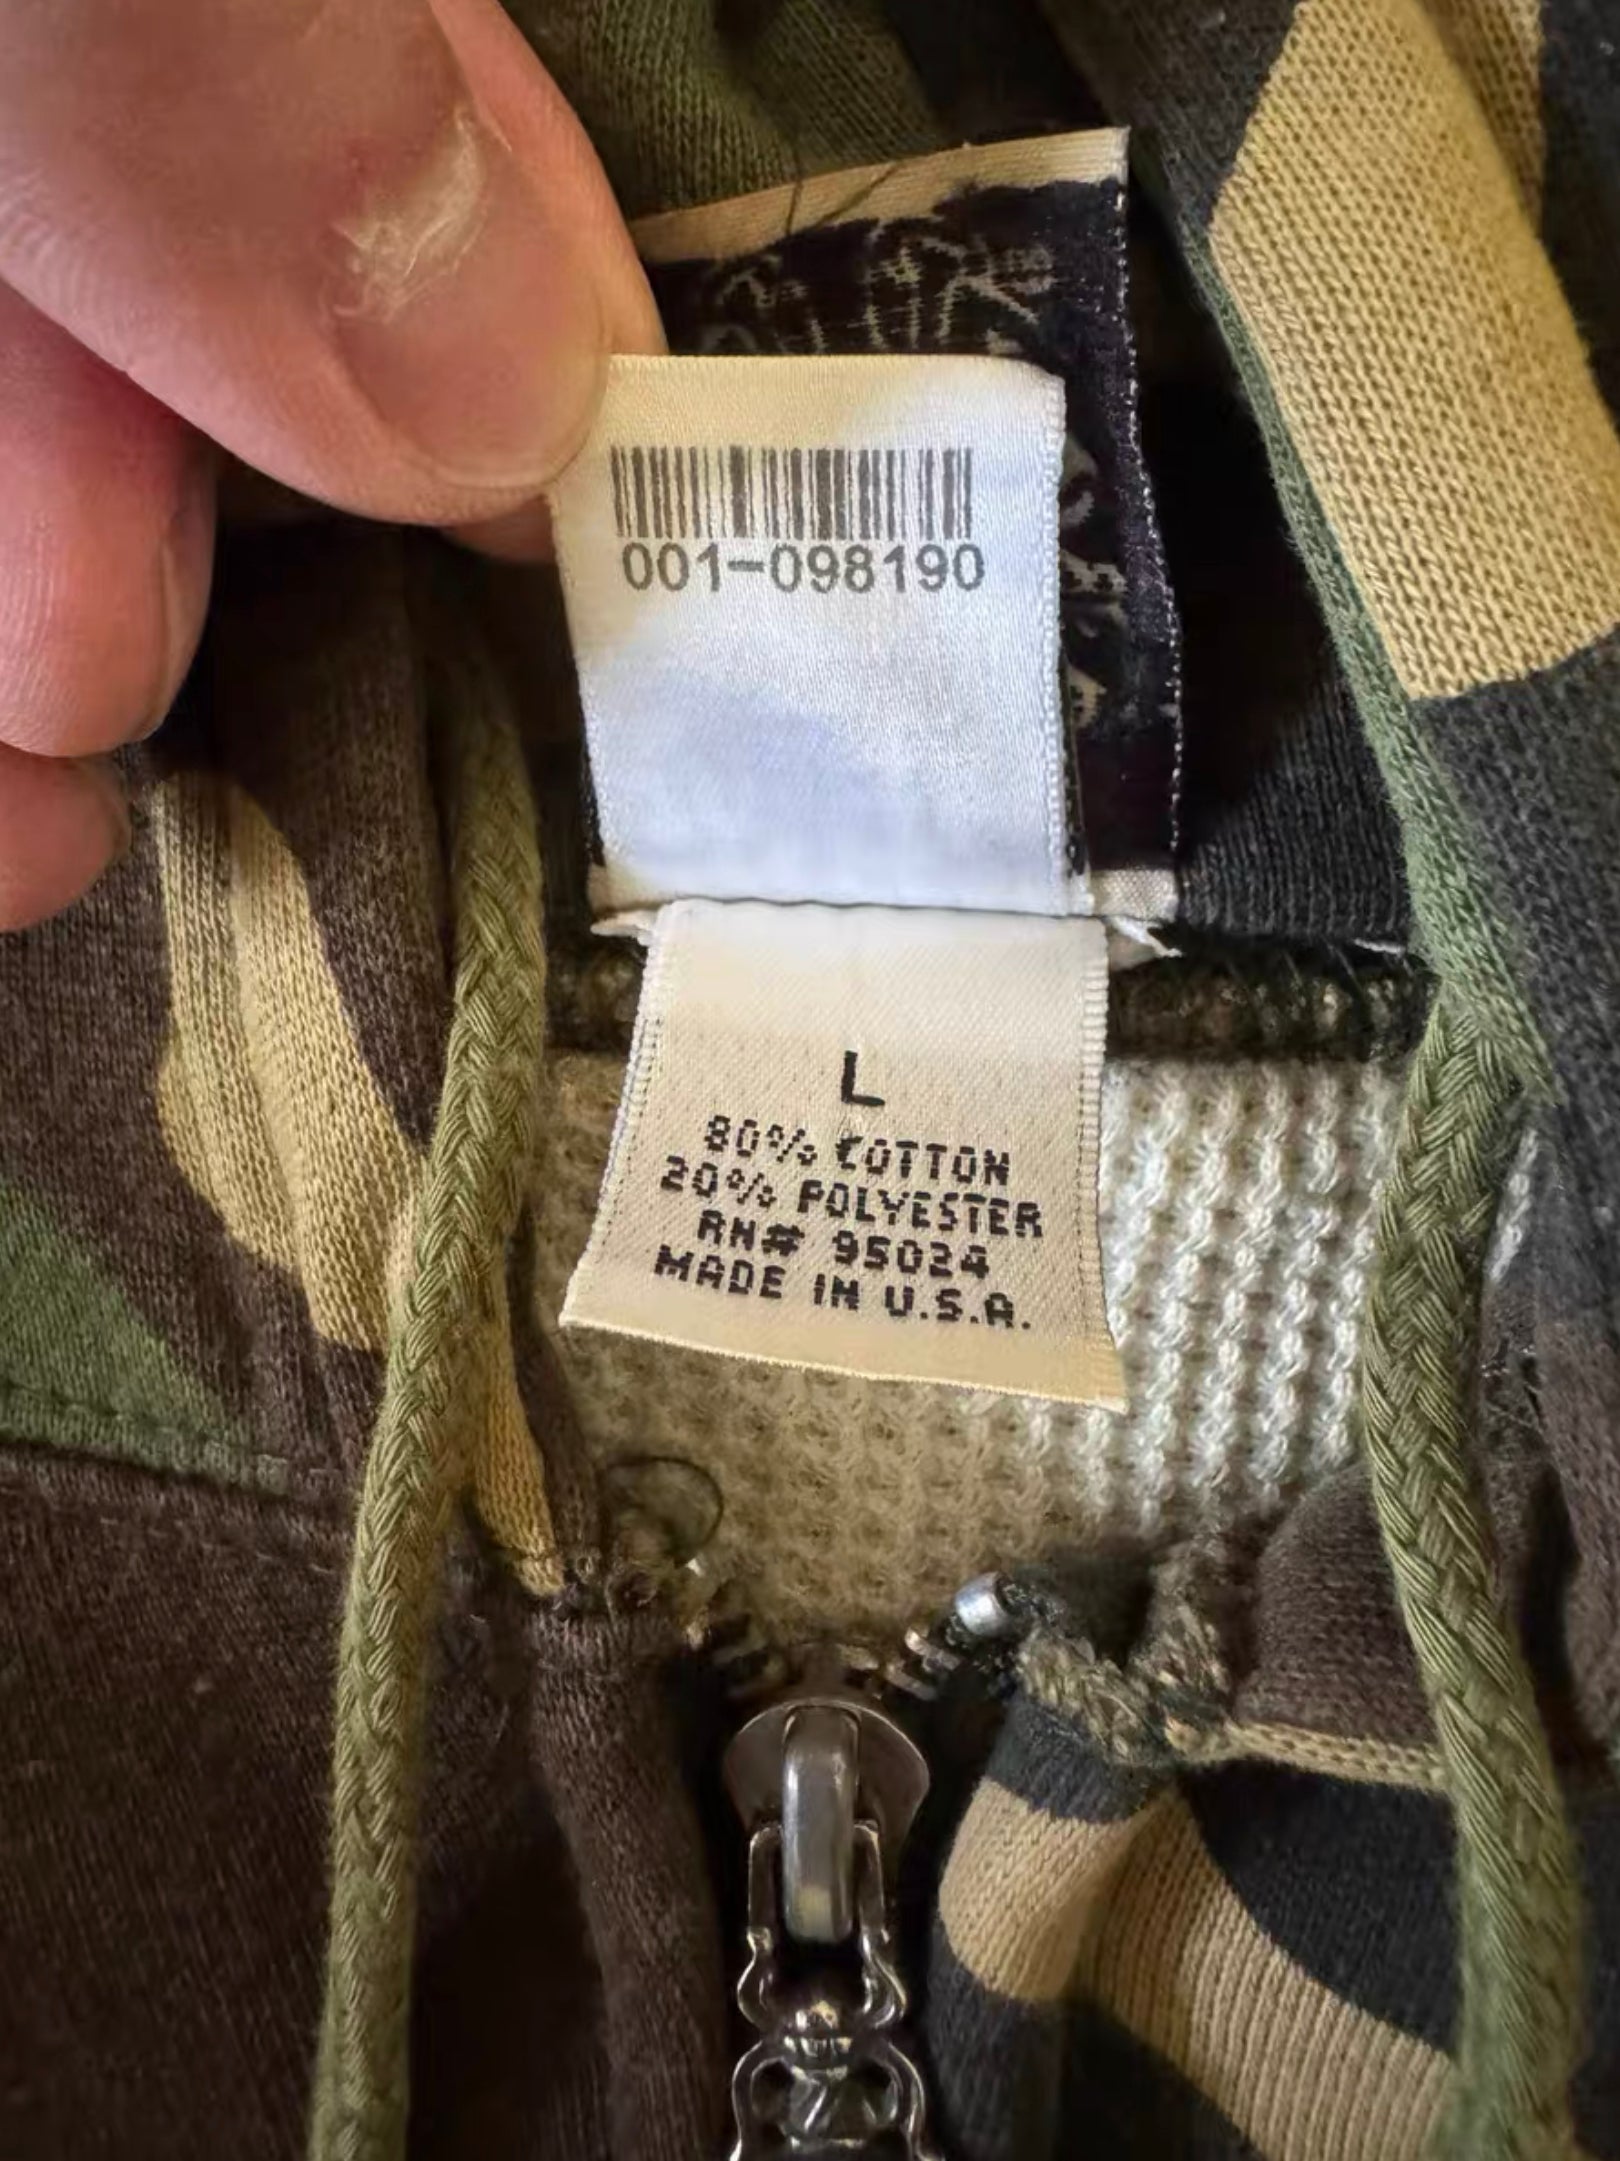 001-098190
L
80% COTTON
20% POLYESTER
RN# 95024
MADE IN U.S.A.